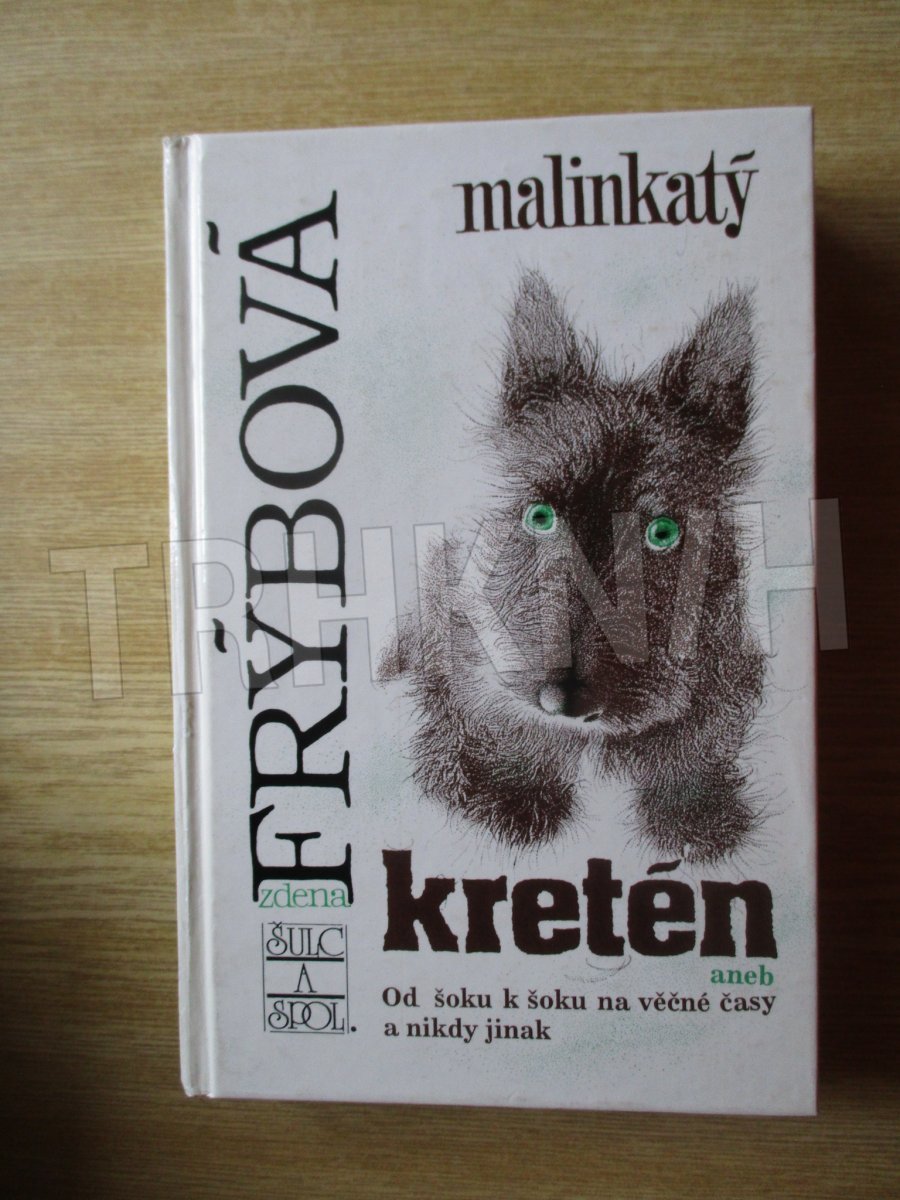 malinkatý
zdena
FRÝBOVÁ
kretén
aneb
Od šoku k šoku na věčné časy
a nikdy jinak
ŠULC
A
SPOL.
TRHKNIH